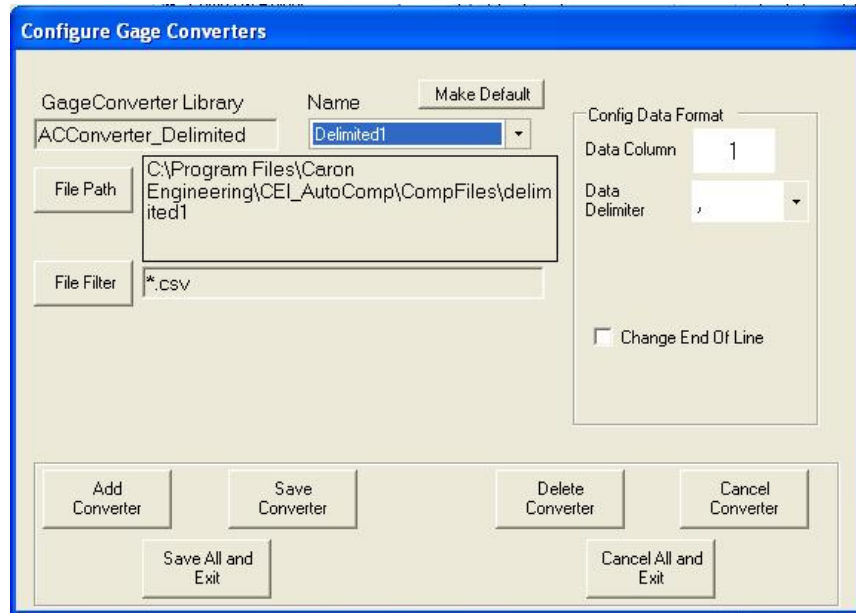 Configure Gage Converters
GageConverter Library
Name
Make Default
ACConverter_Delimited
Delimited1
File Path
C:\Program Files\Caron
Engineering\CEI_AutoComp\CompFiles\delim
ited1
File Filter
*.csv
Config Data Format
Data Column
1
Data
Delimiter
,
Change End Of Line
Add
Converter
Save
Converter
Delete
Converter
Cancel
Converter
Save All and
Exit
Cancel All and
Exit